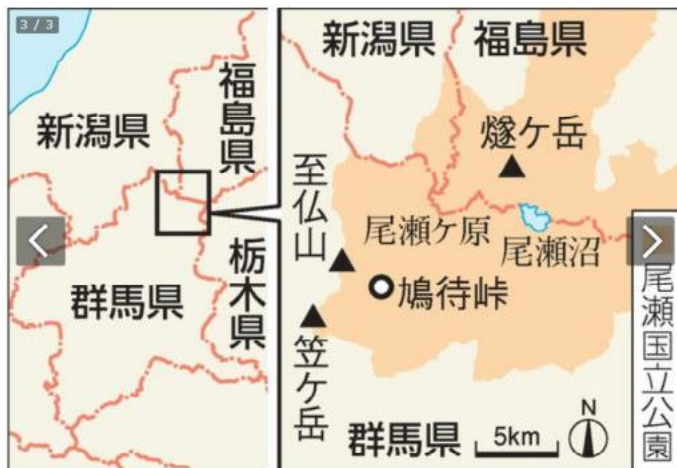 3 / 3
新潟県
福島県
群馬県
栃木県
新潟県
福島県
燧ケ岳
至仏山
尾瀬ケ原
尾瀬沼
鳩待峠
笠ケ岳
群馬県
5km
N
尾瀬国立公園